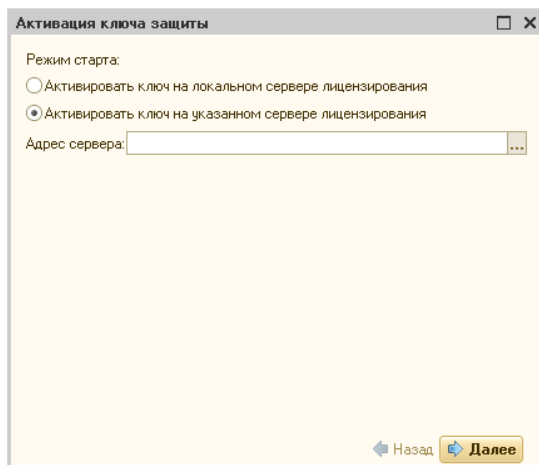 Активация ключа защиты
Режим старта:
Активировать ключ на локальном сервере лицензирования
Активировать ключ на указанном сервере лицензирования
Адрес сервера: ...
Назад Далее